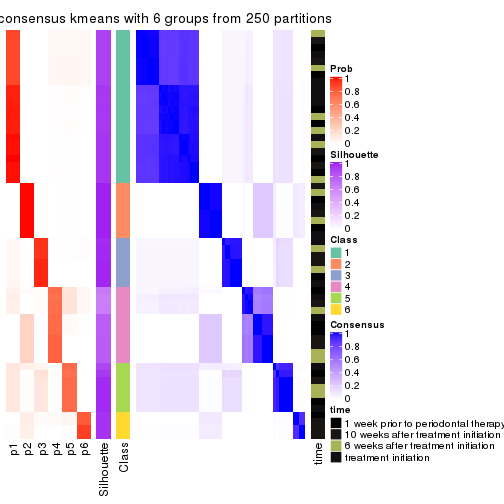 consensus kmeans with 6 groups from 250 partitions
Prob
1
0.8
0.6
0.4
0.2
0
Silhouette
1
0.8
0.6
0.4
0.2
0
Class
1
2
3
4
5
6
Consensus
1
0.8
0.6
0.4
0.2
0
time
1 week prior to periodontal therapy
10 weeks after treatment initiation
6 weeks after treatment initiation
treatment initiation
p1
p2
p3
p4
p5
p6
Silhouette
Class
time